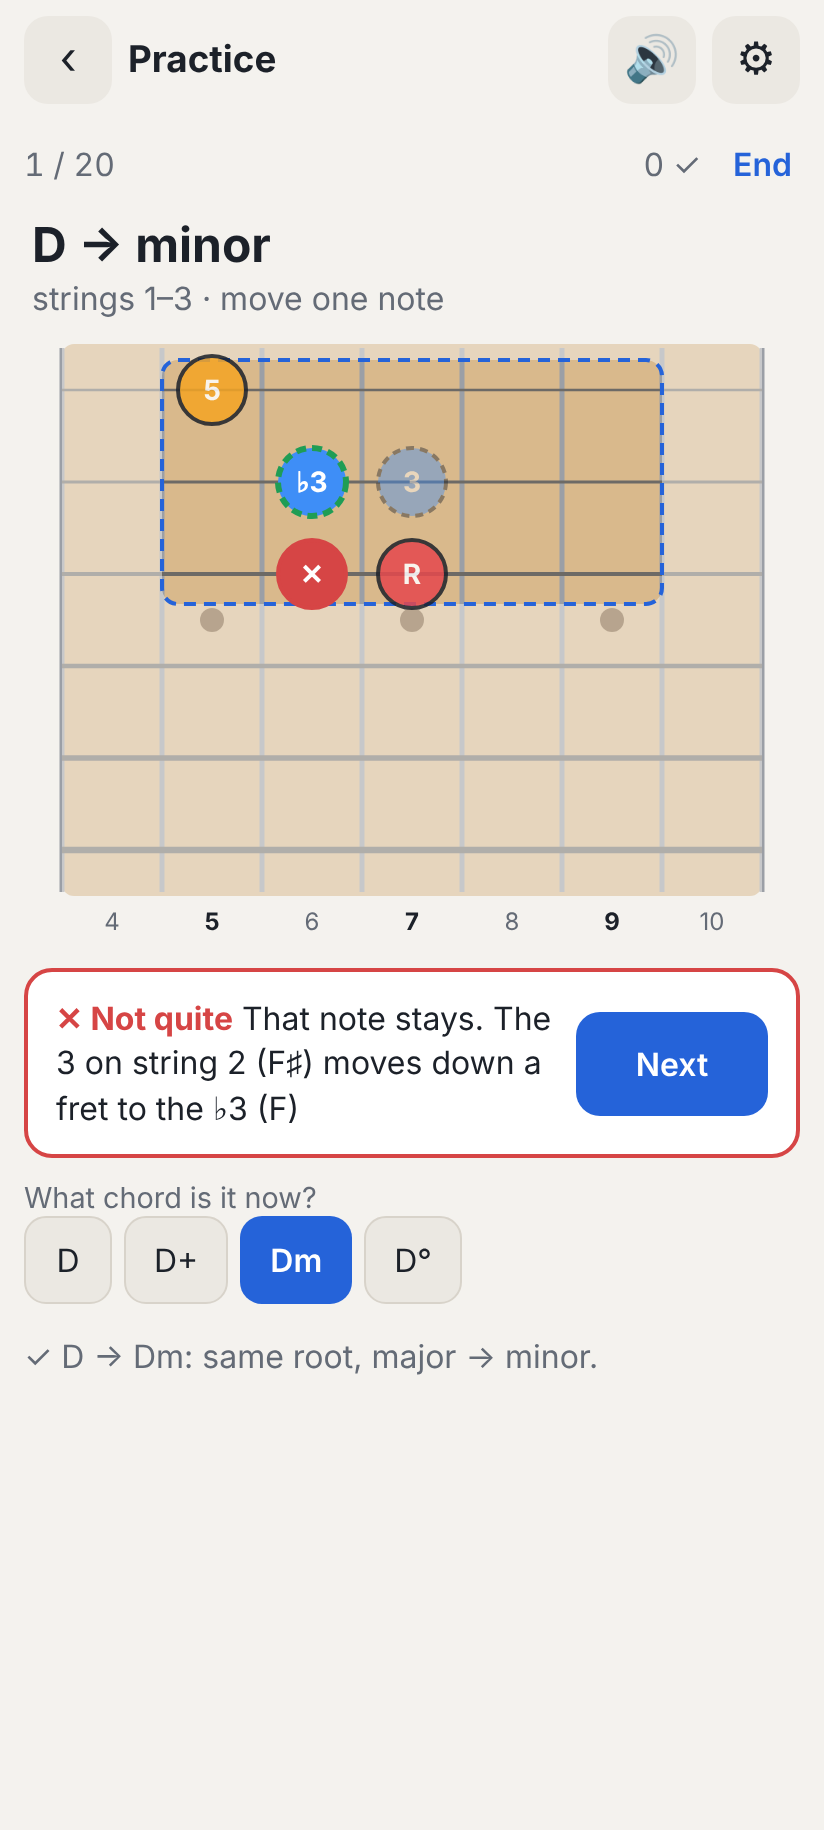 ‹ Practice 🔊 ⚙
1 / 20 0 ✓ End
D → minor
strings 1–3 · move one note
5
♭3 3
✕ R
4 5 6 7 8 9 10
✕ Not quite That note stays. The
3 on string 2 (F♯) moves down a
fret to the ♭3 (F)
Next
What chord is it now?
D D+ Dm D°
✓ D → Dm: same root, major → minor.